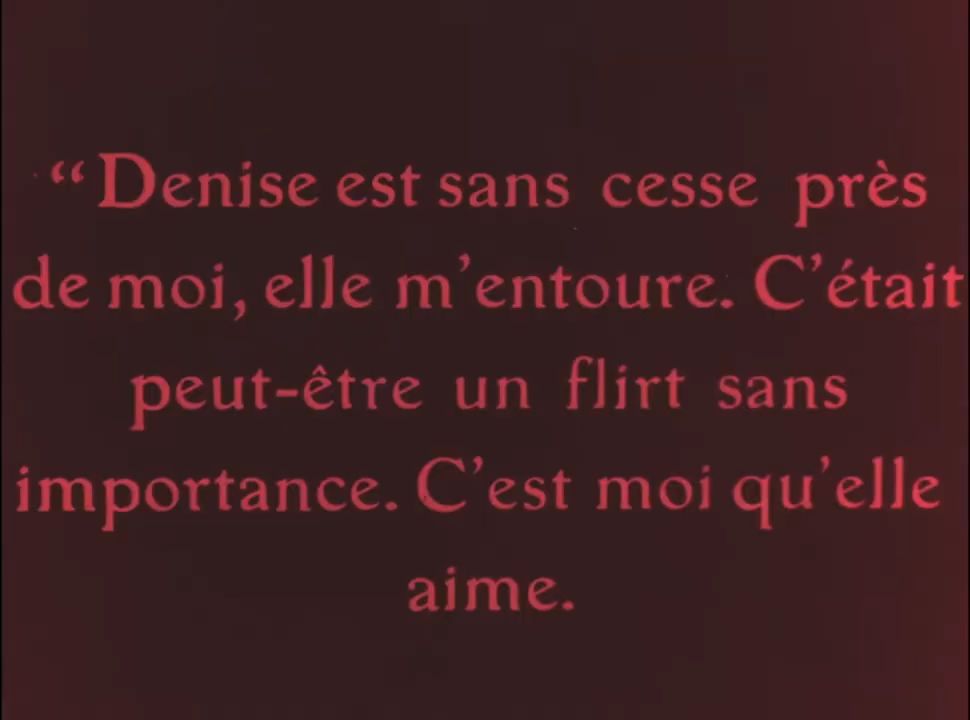 “Denise est sans cesse près
de moi, elle m’entoure. C’était
peut-être un flirt sans
importance. C’est moi qu’elle
aime.